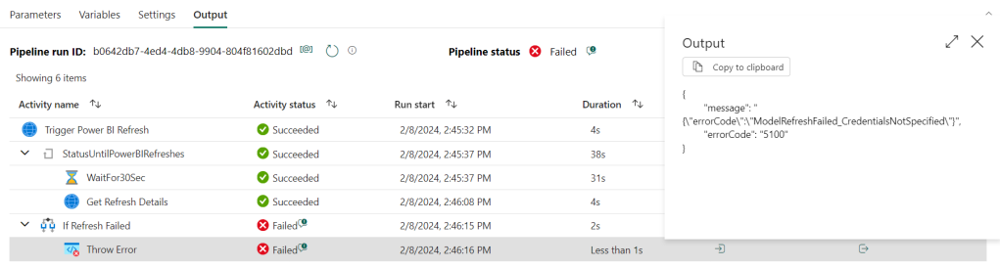 Parameters Variables Settings Output
Pipeline run ID: b0642db7-4ed4-4db8-9904-804f81602dbd Pipeline status Failed
Showing 6 items
Activity name Activity status Run start Duration
Trigger Power BI Refresh Succeeded 2/8/2024, 2:45:32 PM 4s
StatusUntilPowerBIRefreshes Succeeded 2/8/2024, 2:45:37 PM 38s
WaitFor30Sec Succeeded 2/8/2024, 2:45:37 PM 31s
Get Refresh Details Succeeded 2/8/2024, 2:46:08 PM 4s
If Refresh Failed Failed 2/8/2024, 2:46:15 PM 2s
Throw Error Failed 2/8/2024, 2:46:16 PM Less than 1s
Output
Copy to clipboard
{
"message": "
{\"errorCode\":\"ModelRefreshFailed_CredentialsNotSpecified\"}",
"errorCode": "5100"
}